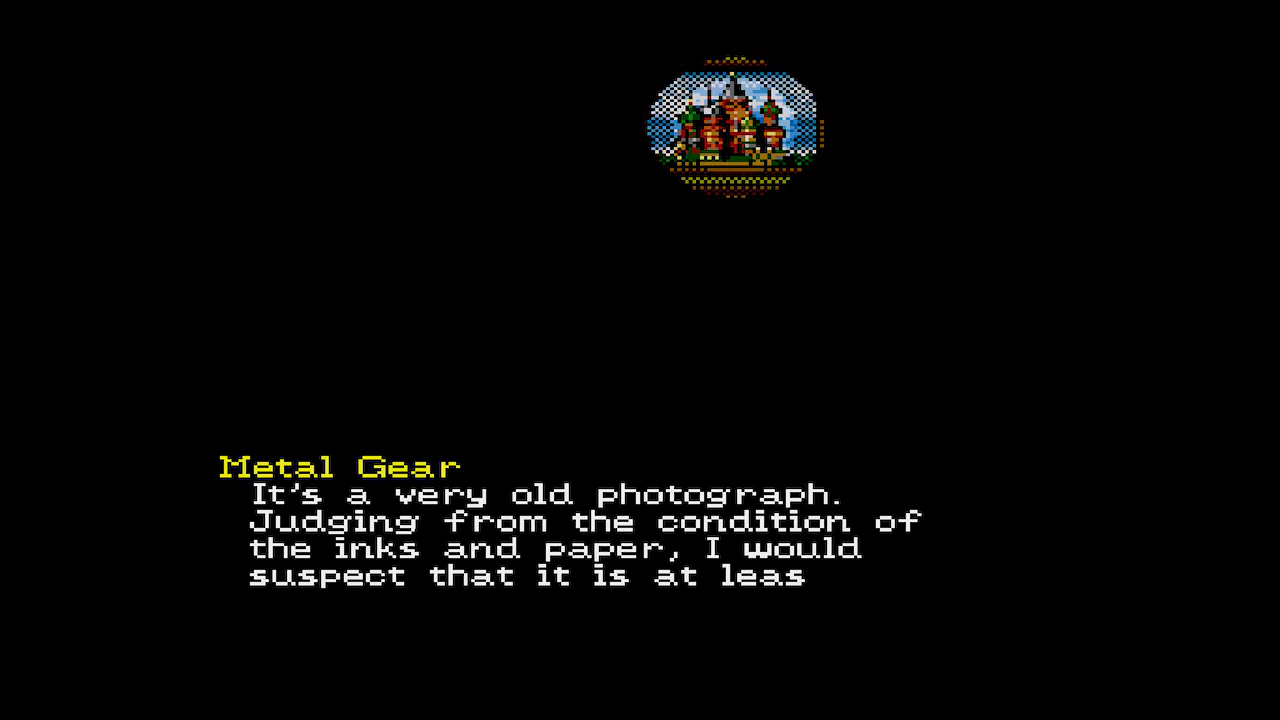 Metal Gear
It's a very old photograph.
Judging from the condition of
the inks and paper, I would
suspect that it is at leas